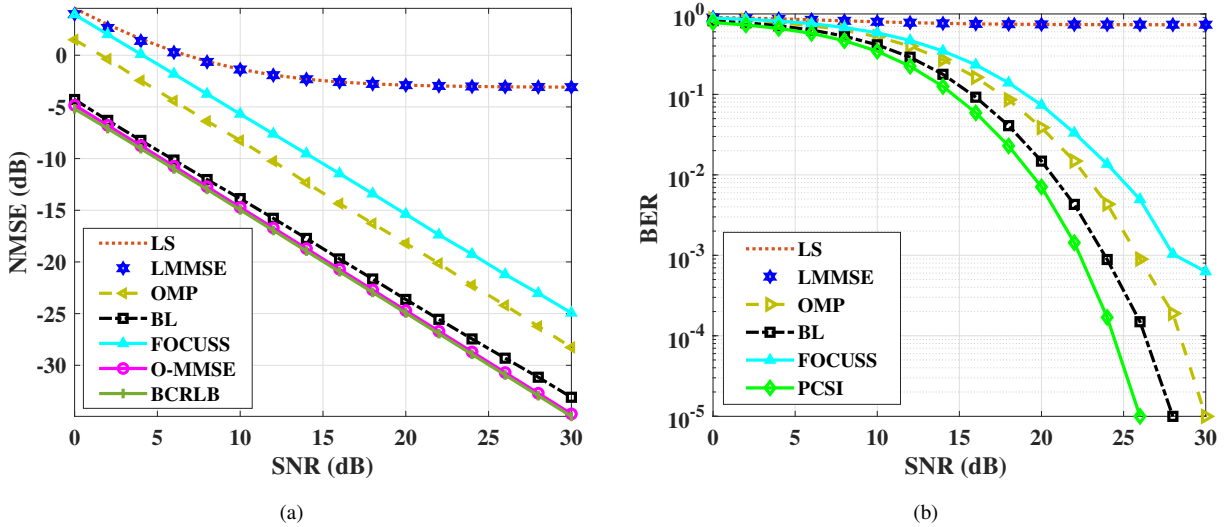 0
-5
-10
-15
-20
-25
-30
NMSE (dB)
LS
LMMSE
OMP
BL
FOCUSS
O-MMSE
BCRLB
0 5 10 15 20 25 30
SNR (dB)
(a)
10^0
10^-1
10^-2
10^-3
10^-4
10^-5
BER
LS
LMMSE
OMP
BL
FOCUSS
PCSI
0 5 10 15 20 25 30
SNR (dB)
(b)